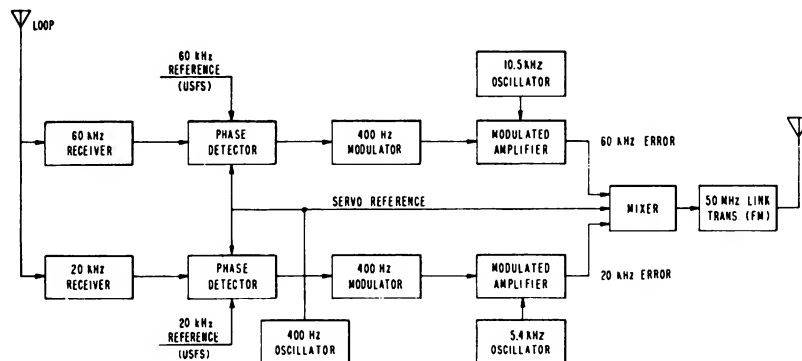 LOOP
60 kHz
REFERENCE
(USFS)
10.5 kHz
OSCILLATOR
60 kHz
RECEIVER
PHASE
DETECTOR
400 Hz
MODULATOR
MODULATED
AMPLIFIER
60 kHz ERROR
SERVO REFERENCE
MIXER
50 MHz LINK
TRANS. (FM)
20 kHz
RECEIVER
PHASE
DETECTOR
400 Hz
MODULATOR
MODULATED
AMPLIFIER
20 kHz ERROR
20 kHz
REFERENCE
(USFS)
400 Hz
OSCILLATOR
5.4 kHz
OSCILLATOR